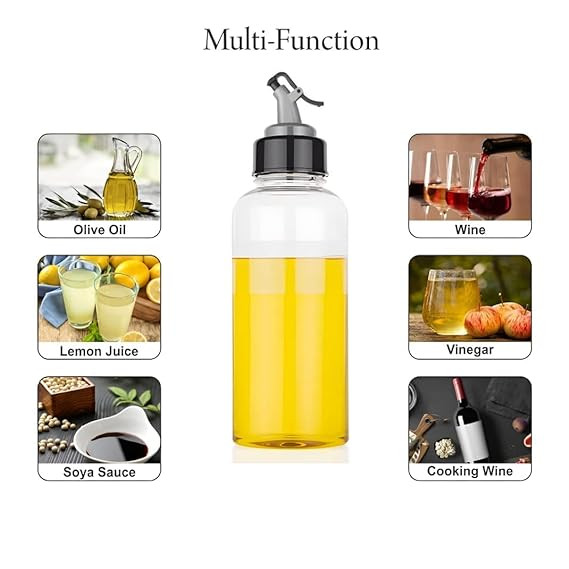 Multi-Function
Olive Oil
Wine
Lemon Juice
Vinegar
Soya Sauce
Cooking Wine